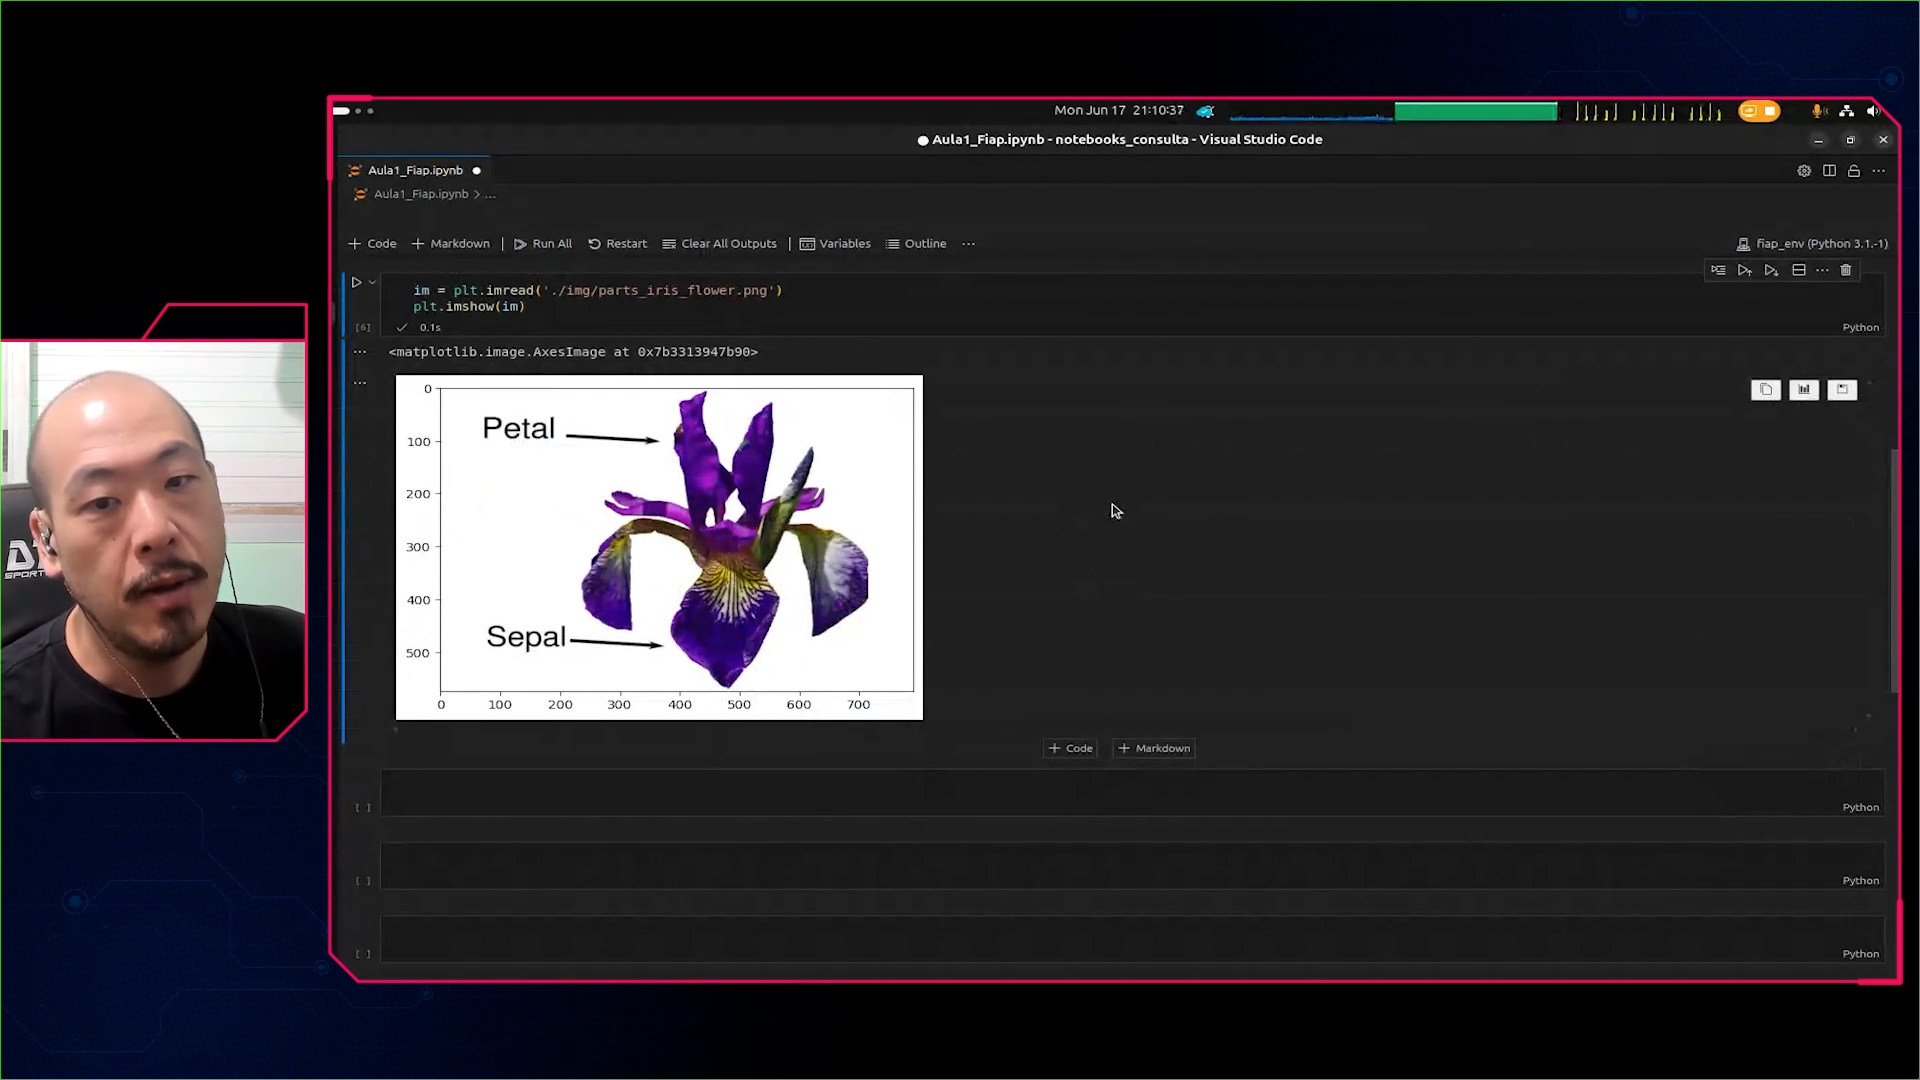 Mon Jun 17 21:10:37
Aula1_Fiap.ipynb - notebooks_consulta - Visual Studio Code
Aula1_Fiap.ipynb
Aula1_Fiap.ipynb > ...
+ Code + Markdown | Run All Restart Clear All Outputs | Variables Outline ...
fiap_env (Python 3.1.-1)
im = plt.imread('./img/parts_iris_flower.png')
plt.imshow(im)
[6] ✓ 0.1s
Python
<matplotlib.image.AxesImage at 0x7b3313947b90>
0
100
200
300
400
500
Petal
Sepal
0 100 200 300 400 500 600 700
+ Code + Markdown
[ ] Python
[ ] Python
[ ] Python
SPORT